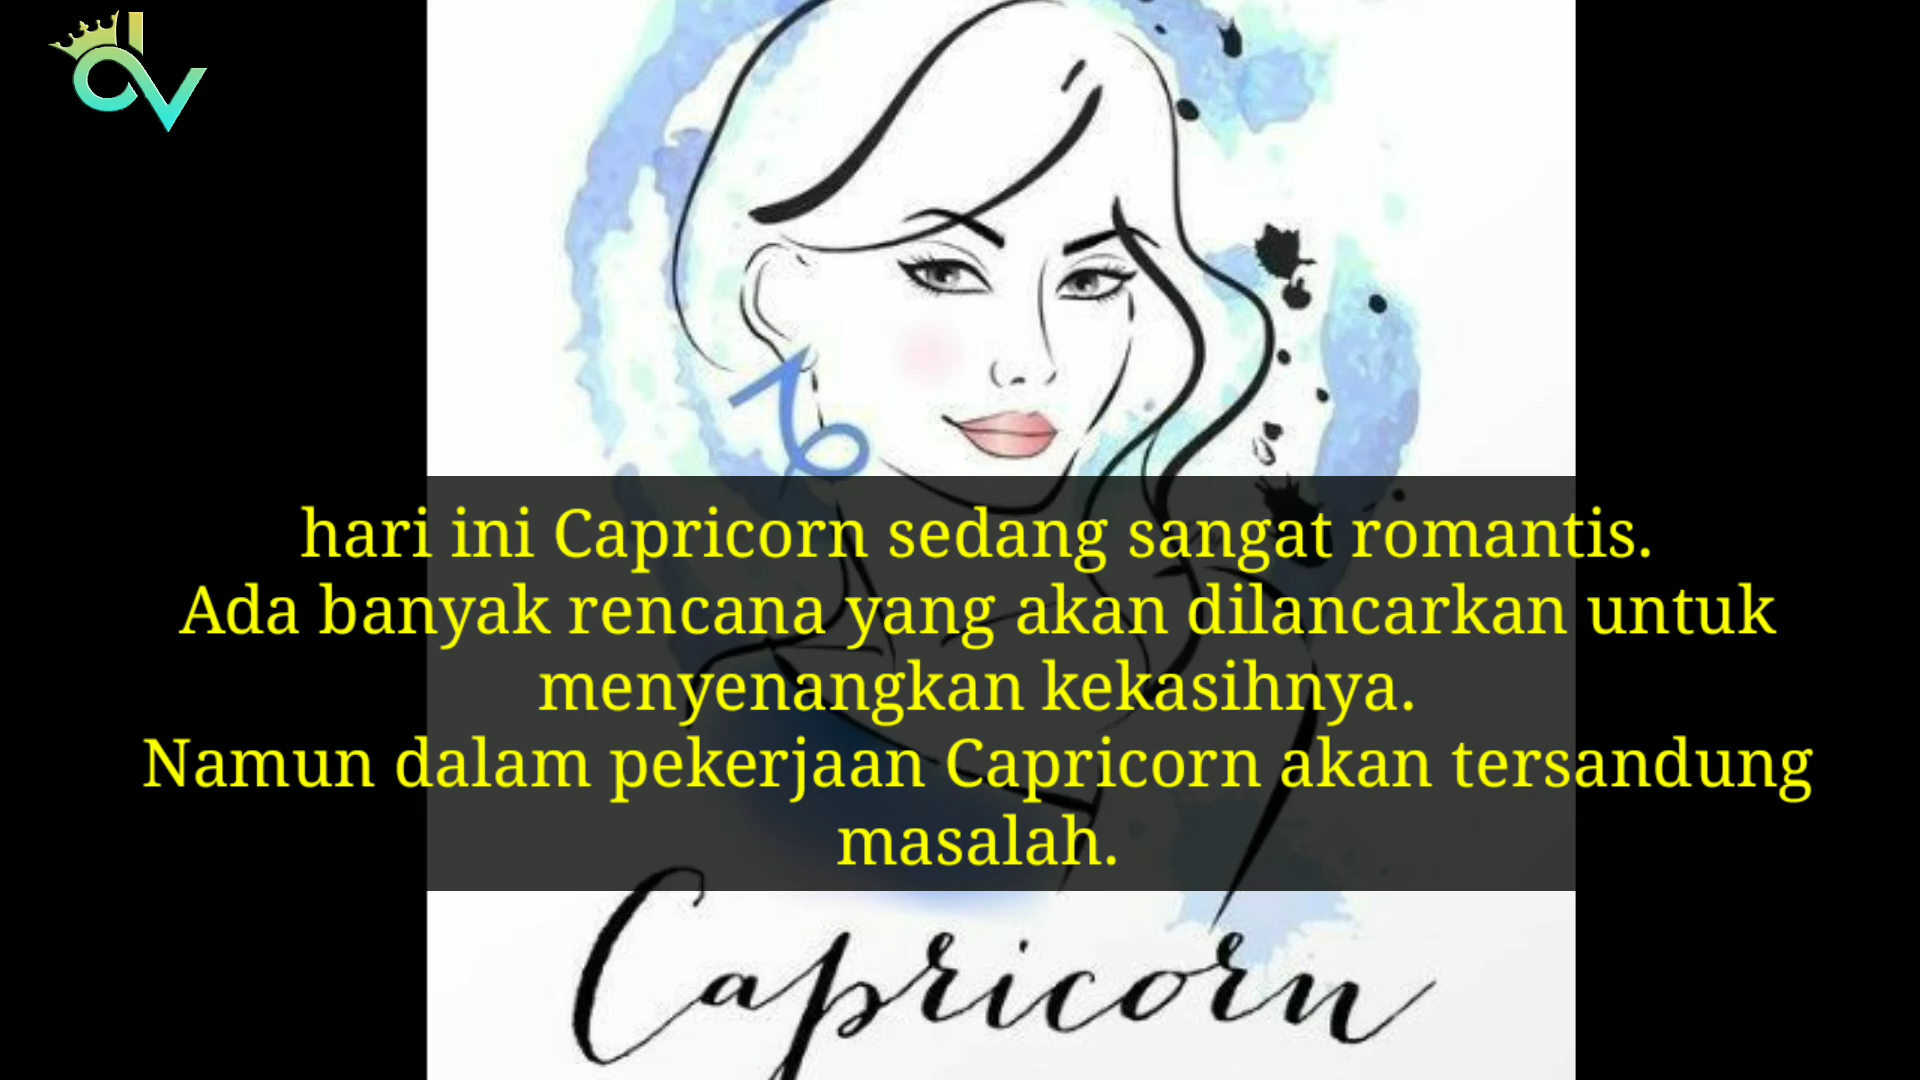 hari ini Capricorn sedang sangat romantis.
Ada banyak rencana yang akan dilancarkan untuk
menyenangkan kekasihnya.
Namun dalam pekerjaan Capricorn akan tersandung
masalah.
Capricorn